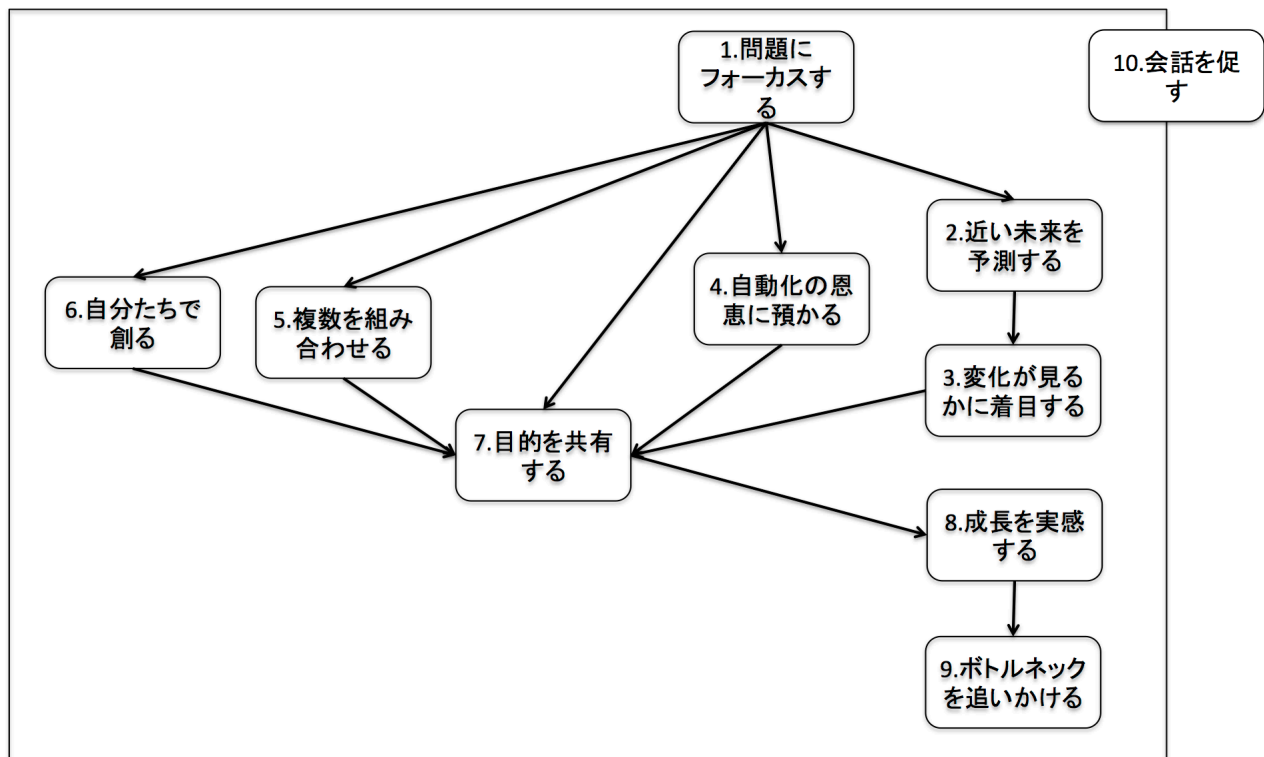 1.問題に
フォーカスす
る
10.会話を促
す
2.近い未来を
予測する
4.自動化の恩
恵に預かる
6.自分たちで
創る
5.複数を組み
合わせる
3.変化が見る
かに着目する
7.目的を共有
する
8.成長を実感
する
9.ボトルネック
を追いかける